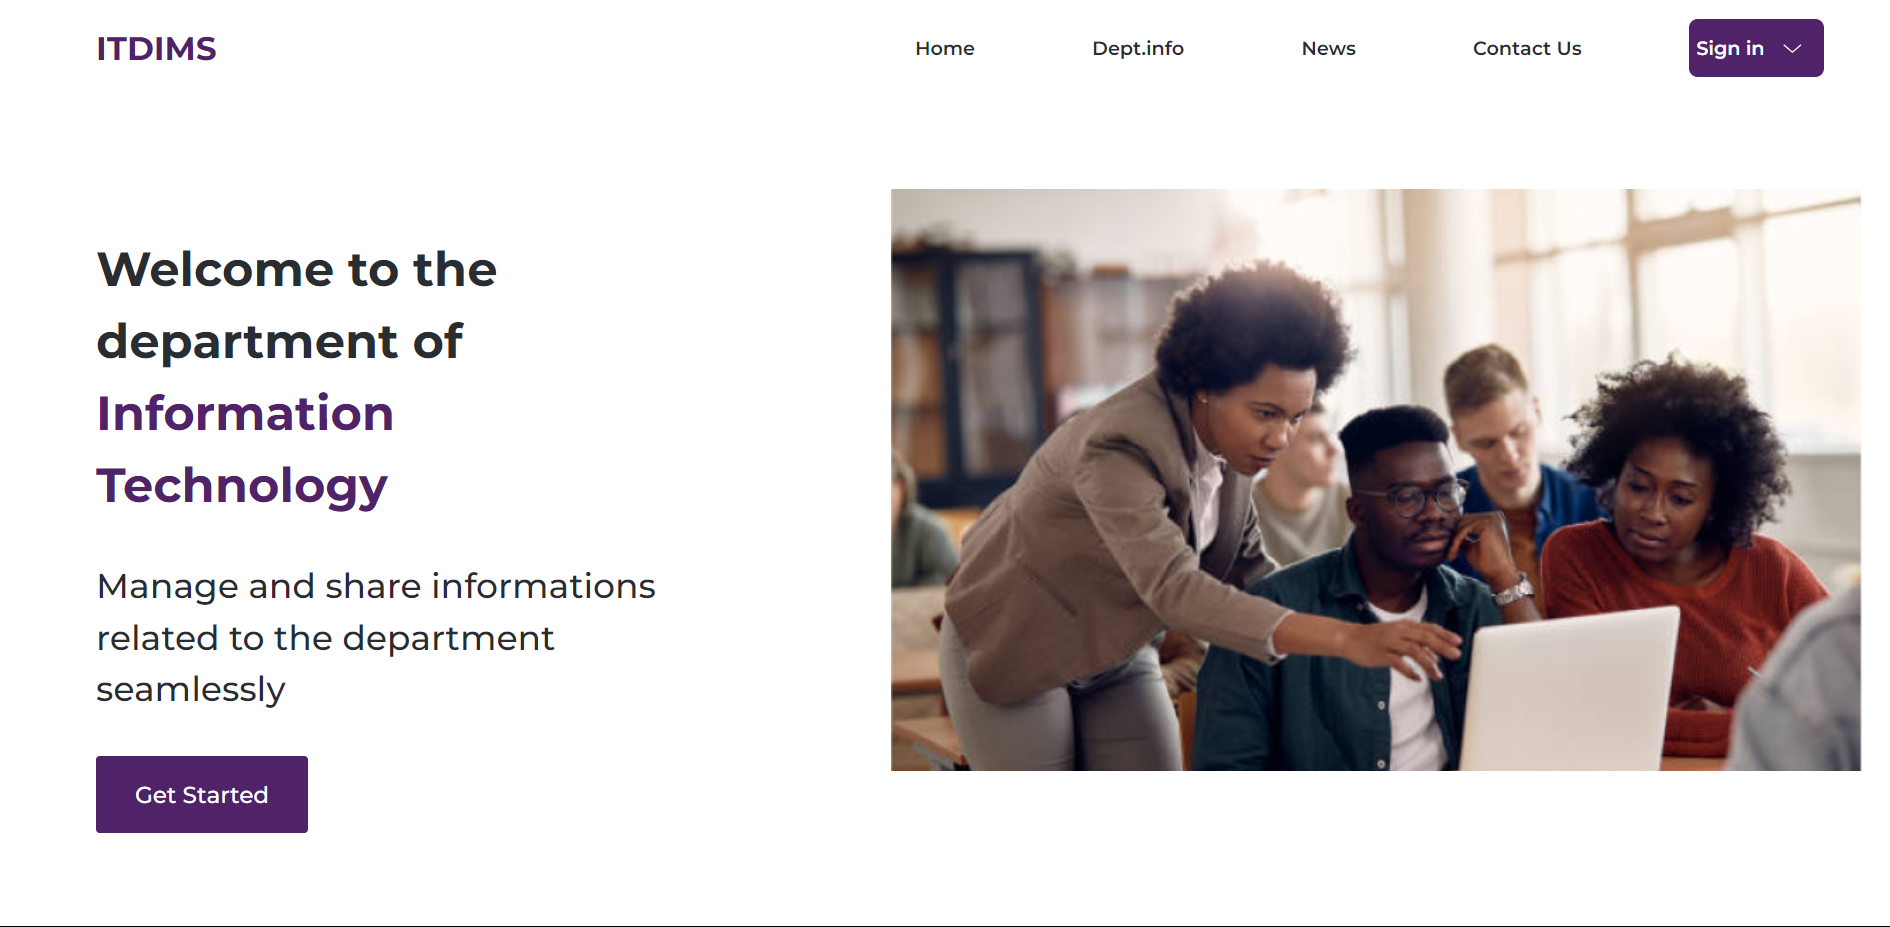 ITDIMS
Home
Dept.info
News
Contact Us
Sign in
Welcome to the
department of
Information
Technology
Manage and share informations
related to the department
seamlessly
Get Started